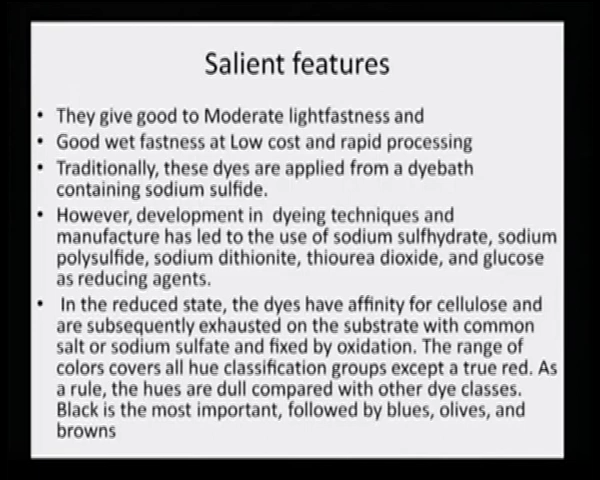 Salient features
• They give good to Moderate lightfastness and
• Good wet fastness at Low cost and rapid processing
• Traditionally, these dyes are applied from a dyebath
containing sodium sulfide.
• However, development in dyeing techniques and
manufacture has led to the use of sodium sulfhydrate, sodium
polysulfide, sodium dithionite, thiourea dioxide, and glucose
as reducing agents.
• In the reduced state, the dyes have affinity for cellulose and
are subsequently exhausted on the substrate with common
salt or sodium sulfate and fixed by oxidation. The range of
colors covers all hue classification groups except a true red. As
a rule, the hues are dull compared with other dye classes.
Black is the most important, followed by blues, olives, and
browns